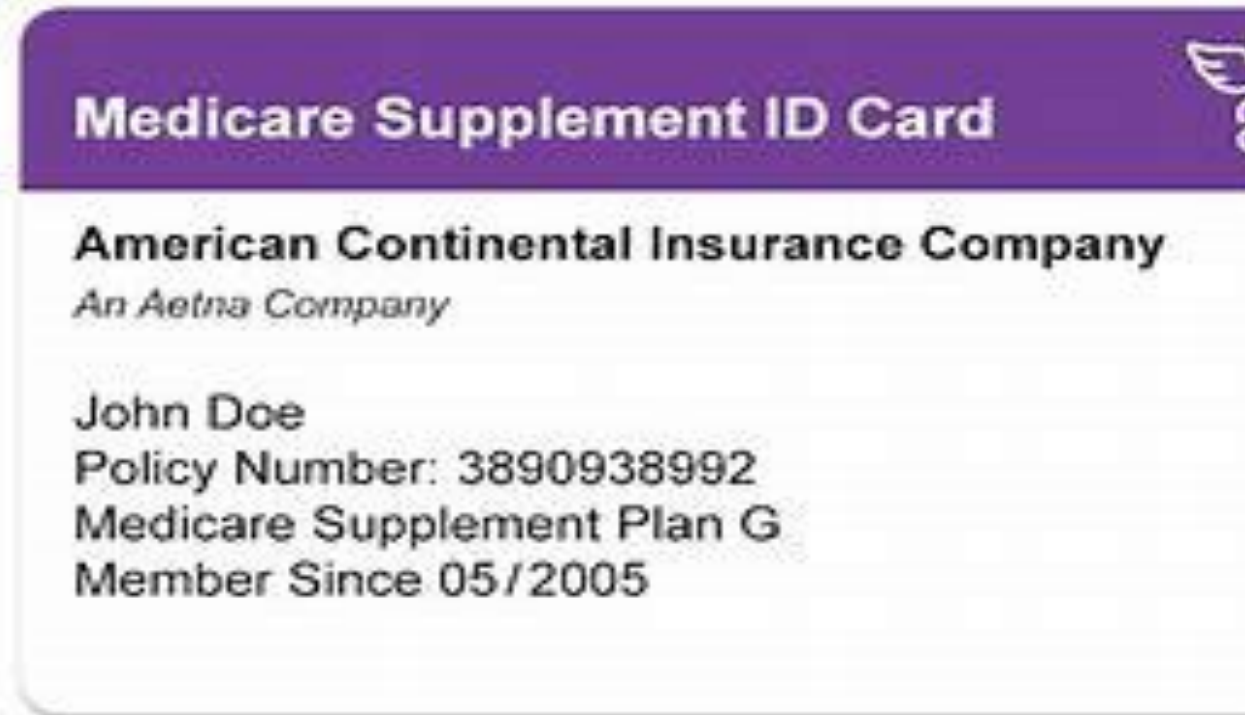 Medicare Supplement ID Card
American Continental Insurance Company
An Aetna Company
John Doe
Policy Number: 3890938992
Medicare Supplement Plan G
Member Since 05/2005